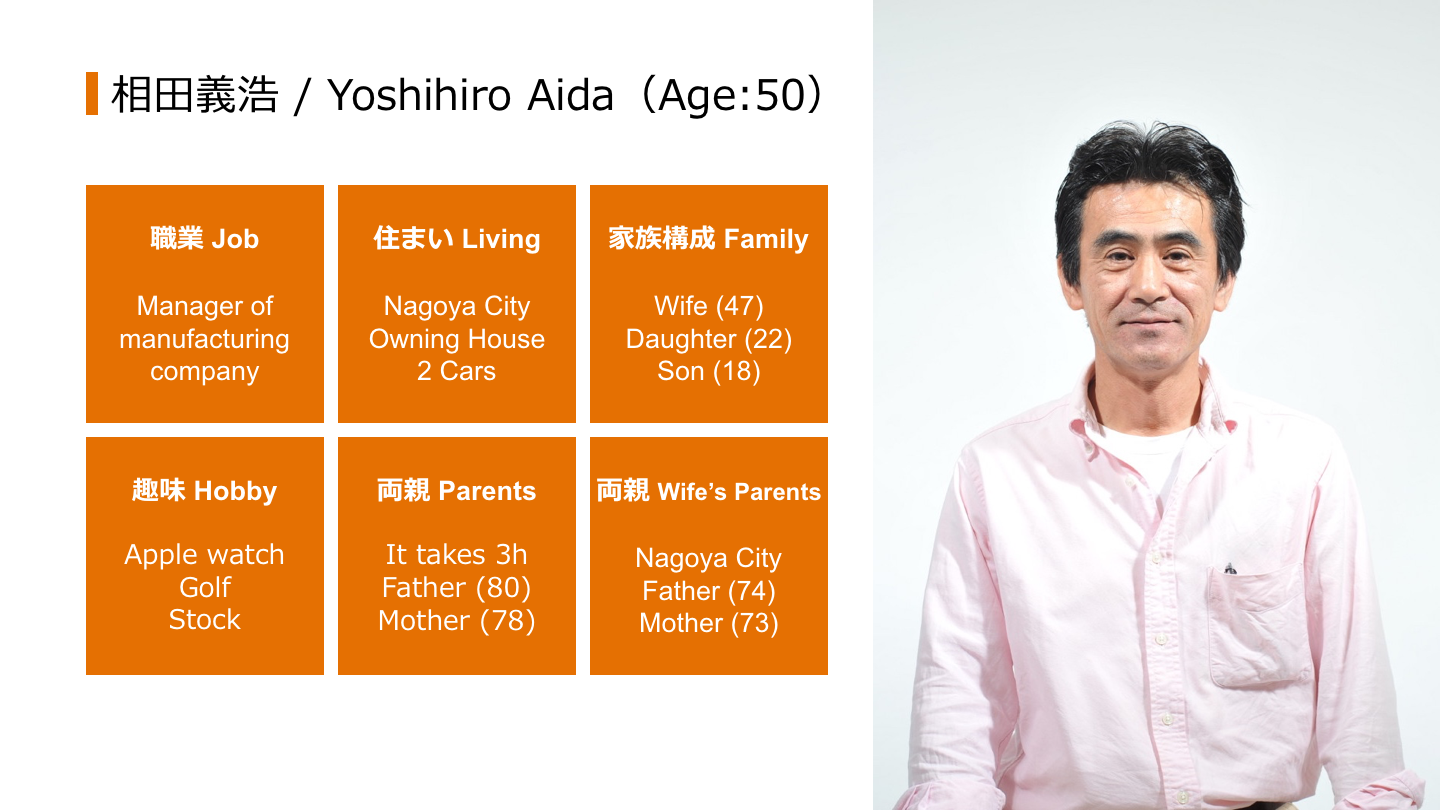 相田義浩 / Yoshihiro Aida（Age:50）
職業 Job
Manager of
manufacturing
company
住まい Living
Nagoya City
Owning House
2 Cars
家族構成 Family
Wife (47)
Daughter (22)
Son (18)
趣味 Hobby
Apple watch
Golf
Stock
両親 Parents
It takes 3h
Father (80)
Mother (78)
両親 Wife’s Parents
Nagoya City
Father (74)
Mother (73)